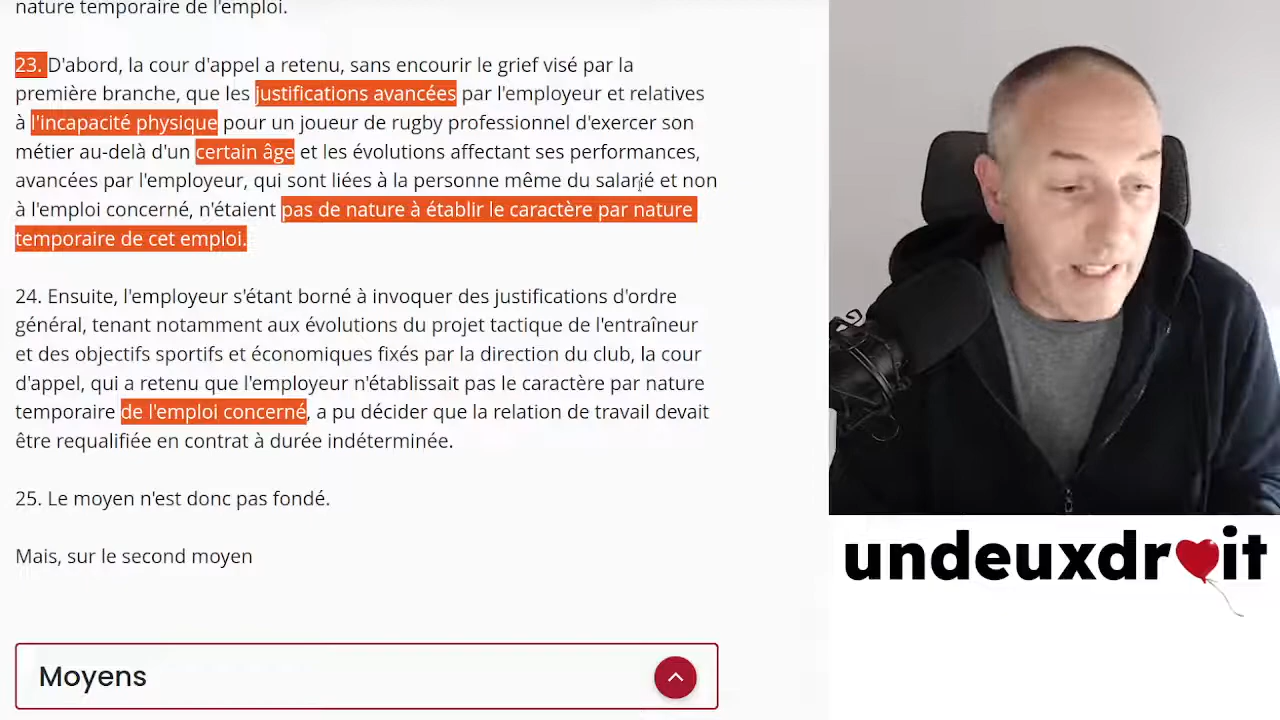 nature temporaire de l'emploi.
23. D'abord, la cour d'appel a retenu, sans encourir le grief visé par la
première branche, que les justifications avancées par l'employeur et relatives
à l'incapacité physique pour un joueur de rugby professionnel d'exercer son
métier au-delà d'un certain âge et les évolutions affectant ses performances,
avancées par l'employeur, qui sont liées à la personne même du salarié et non
à l'emploi concerné, n'étaient pas de nature à établir le caractère par nature
temporaire de cet emploi.
24. Ensuite, l'employeur s'étant borné à invoquer des justifications d'ordre
général, tenant notamment aux évolutions du projet tactique de l'entraîneur
et des objectifs sportifs et économiques fixés par la direction du club, la cour
d'appel, qui a retenu que l'employeur n'établissait pas le caractère par nature
temporaire de l'emploi concerné, a pu décider que la relation de travail devait
être requalifiée en contrat à durée indéterminée.
25. Le moyen n'est donc pas fondé.
Mais, sur le second moyen
Moyens
undeuxdroit